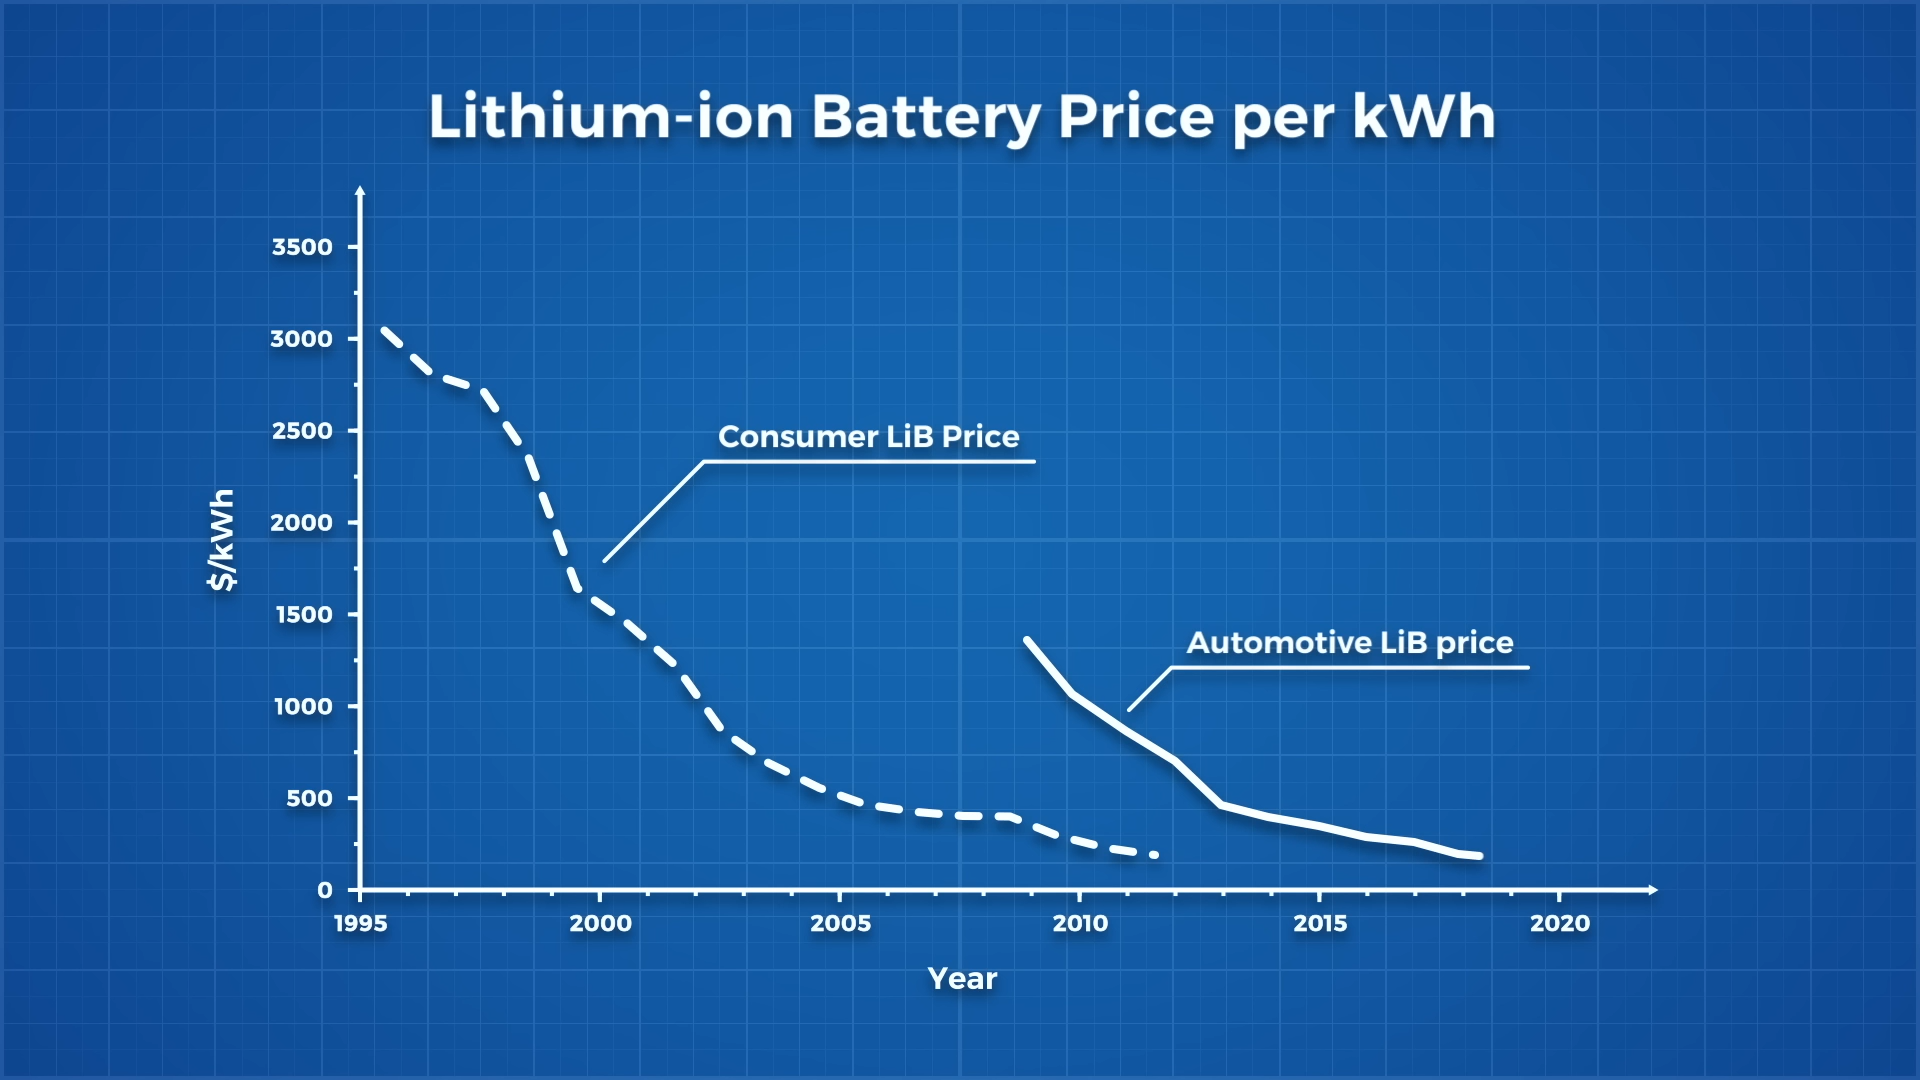 Lithium-ion Battery Price per kWh
3500
3000
2500
2000
1500
1000
500
0
$/kWh
Consumer LiB Price
Automotive LiB price
1995 2000 2005 2010 2015 2020
Year